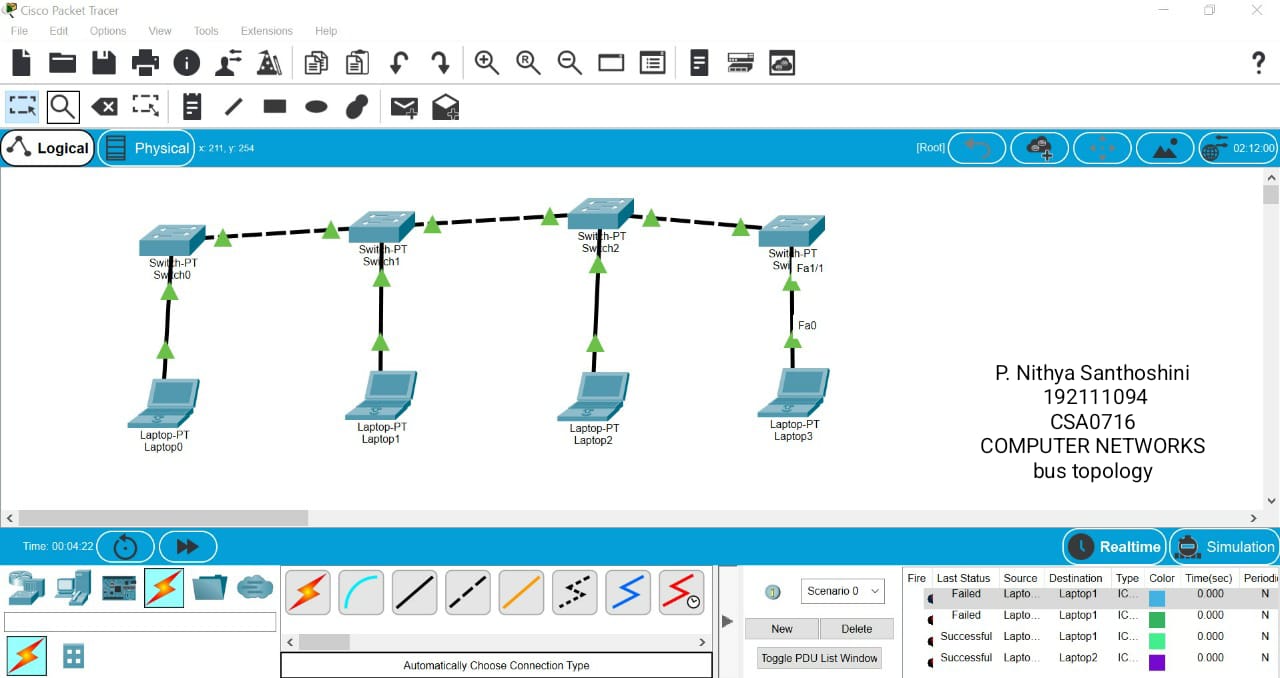 Cisco Packet Tracer
File Edit Options View Tools Extensions Help
Logical Physical x: 211, y: 254 [Root] 02:12:00
Switch-PT
Switch0
Switch-PT
Switch1
Switch-PT
Switch2
Switch-PT
Swi
Fa1/1
Fa0
Laptop-PT
Laptop0
Laptop-PT
Laptop1
Laptop-PT
Laptop2
Laptop-PT
Laptop3
P. Nithya Santhoshini
192111094
CSA0716
COMPUTER NETWORKS
bus topology
Time: 00:04:22 Realtime Simulation
Automatically Choose Connection Type
Scenario 0
New Delete
Toggle PDU List Window
Fire Last Status Source Destination Type Color Time(sec) Periodi
Failed Lapto... Laptop1 IC... 0.000 N
Failed Lapto... Laptop1 IC... 0.000 N
Successful Lapto... Laptop1 IC... 0.000 N
Successful Lapto... Laptop2 IC... 0.000 N